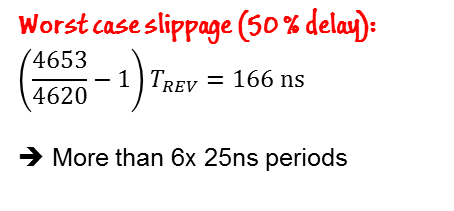 Worst case slippage (50 % delay):
(4653/4620 − 1) T_REV = 166 ns
➔ More than 6x 25ns periods